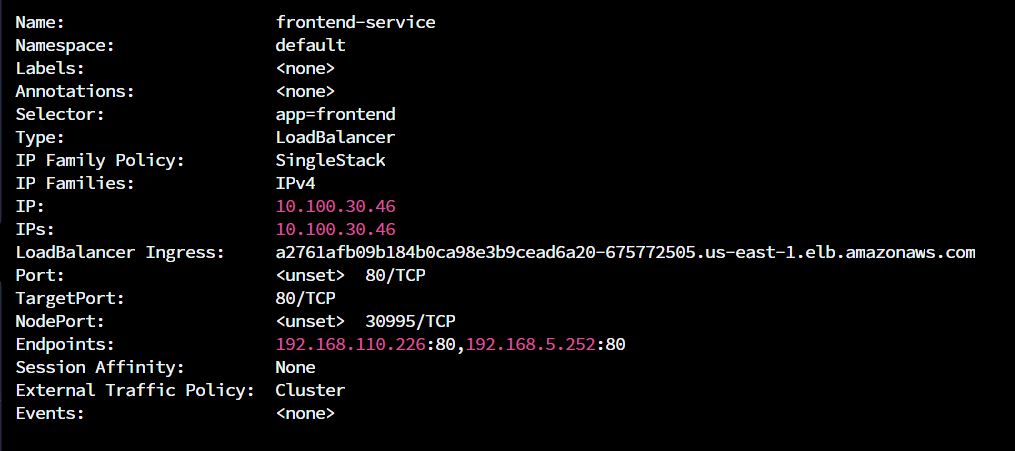 Name: frontend-service
Namespace: default
Labels: <none>
Annotations: <none>
Selector: app=frontend
Type: LoadBalancer
IP Family Policy: SingleStack
IP Families: IPv4
IP: 10.100.30.46
IPs: 10.100.30.46
LoadBalancer Ingress: a2761afb09b184b0ca98e3b9cead6a20-675772505.us-east-1.elb.amazonaws.com
Port: <unset> 80/TCP
TargetPort: 80/TCP
NodePort: <unset> 30995/TCP
Endpoints: 192.168.110.226:80,192.168.5.252:80
Session Affinity: None
External Traffic Policy: Cluster
Events: <none>